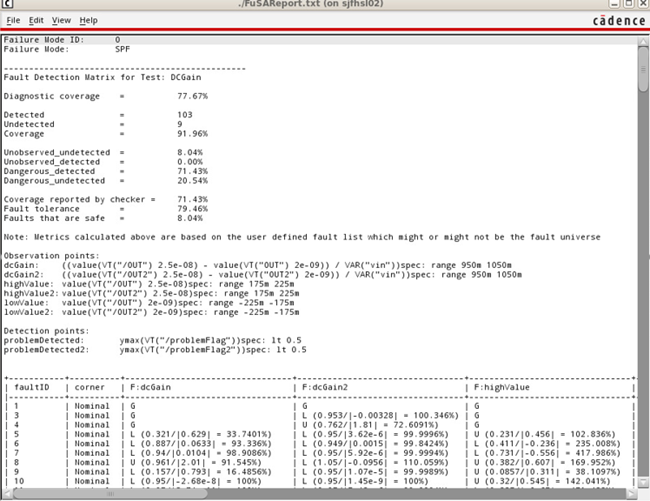 ./FuSAReport.txt (on sjfhsl02)
File Edit View Help
cādence
Failure Mode ID: 0
Failure Mode: SPF
------------------------------------------------
Fault Detection Matrix for Test: DCGain
Diagnostic coverage = 77.67%
Detected = 103
Undetected = 9
Coverage = 91.96%
Unobserved_undetected = 8.04%
Unobserved_detected = 0.00%
Dangerous_detected = 71.43%
Dangerous_undetected = 20.54%
Coverage reported by checker = 71.43%
Fault tolerance = 79.46%
Faults that are safe = 8.04%
Note: Metrics calculated above are based on the user defined fault list which might or might not be the fault universe
Observation points:
dcGain: ((value(VT("/OUT") 2.5e-08) - value(VT("OUT") 2e-09)) / VAR("vin"))spec: range 950m 1050m
dcGain2: ((value(VT("/OUT2") 2.5e-08) - value(VT("OUT2") 2e-09)) / VAR("vin"))spec: range 950m 1050m
highValue: value(VT("/OUT") 2.5e-08)spec: range 175m 225m
highValue2: value(VT("/OUT2") 2.5e-08)spec: range 175m 225m
lowValue: value(VT("/OUT") 2e-09)spec: range -225m -175m
lowValue2: value(VT("/OUT2") 2e-09)spec: range -225m -175m
Detection points:
problemDetected: ymax(VT("/problemFlag"))spec: lt 0.5
problemDetected2: ymax(VT("/problemFlag2"))spec: lt 0.5
| faultID | corner | F:dcGain | F:dcGain2 | F:highValue |
| 1 | Nominal | G | G | G
| 3 | Nominal | G | L (0.953/|-0.00328| = 100.346%) | G
| 4 | Nominal | G | U (0.762/|1.81| = 72.6091%) | G
| 5 | Nominal | L (0.321/|0.629| = 33.7401%) | L (0.95/|3.62e-6| = 99.9996%) | U (0.231/|0.456| = 102.836%)
| 6 | Nominal | L (0.887/|0.0633| = 93.336%) | L (0.949/|0.0015| = 99.8424%) | L (0.411/|-0.236| = 235.008%)
| 7 | Nominal | L (0.94/|0.0104| = 98.9086%) | L (0.95/|5.92e-6| = 99.9994%) | L (0.731/|-0.556| = 417.986%)
| 8 | Nominal | U (0.961/|2.01| = 91.545%) | L (1.05/|-0.0956| = 110.059%) | U (0.382/|0.607| = 169.952%)
| 9 | Nominal | L (0.157/|0.793| = 16.4856%) | L (0.95/|1.07e-5| = 99.9989%) | U (0.0857/|0.311| = 38.1097%)
| 10 | Nominal | L (0.95/|-2.68e-8| = 100%) | L (0.95/|1.45e-9| = 100%) | U (0.32/|0.545| = 142.041%)